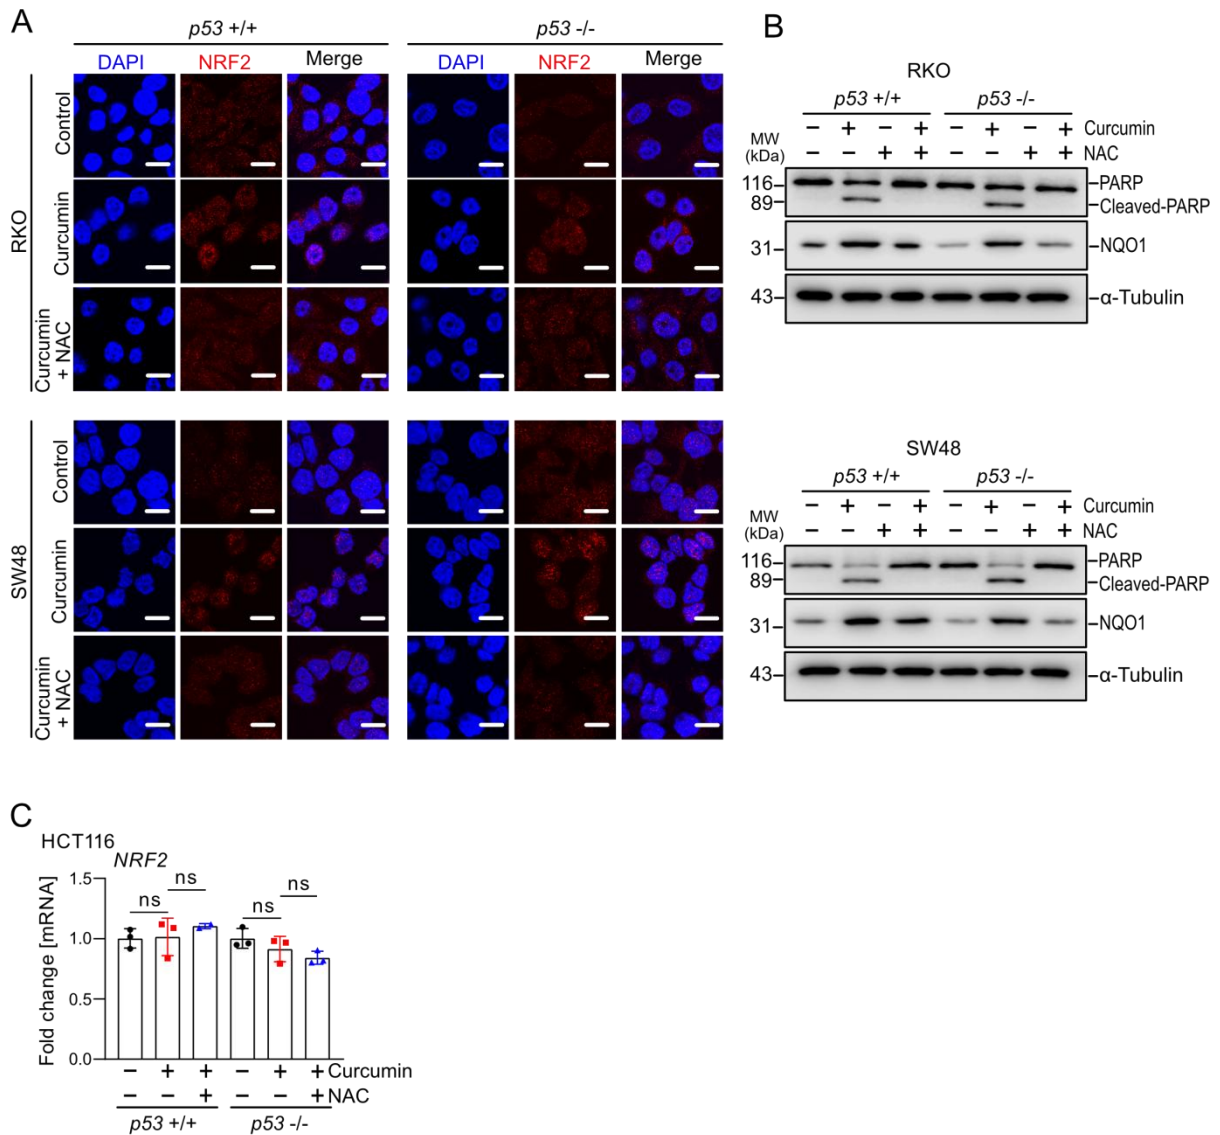 A
p53 +/+
p53 -/-
DAPI NRF2 Merge DAPI NRF2 Merge
RKO
Control
Curcumin
Curcumin
+ NAC
SW48
Control
Curcumin
Curcumin
+ NAC
B
RKO
p53 +/+ p53 -/-
− + − + − + − + Curcumin
− − + + − − + + NAC
MW
(kDa)
116 PARP
89 Cleaved-PARP
31 NQO1
43 α-Tubulin
SW48
p53 +/+ p53 -/-
− + − + − + − + Curcumin
− − + + − − + + NAC
MW
(kDa)
116 PARP
89 Cleaved-PARP
31 NQO1
43 α-Tubulin
C
HCT116
NRF2
Fold change [mRNA]
1.5
1.0
0.5
0.0
ns ns ns ns
− + + − + + Curcumin
− − + − − + NAC
p53 +/+ p53 -/-